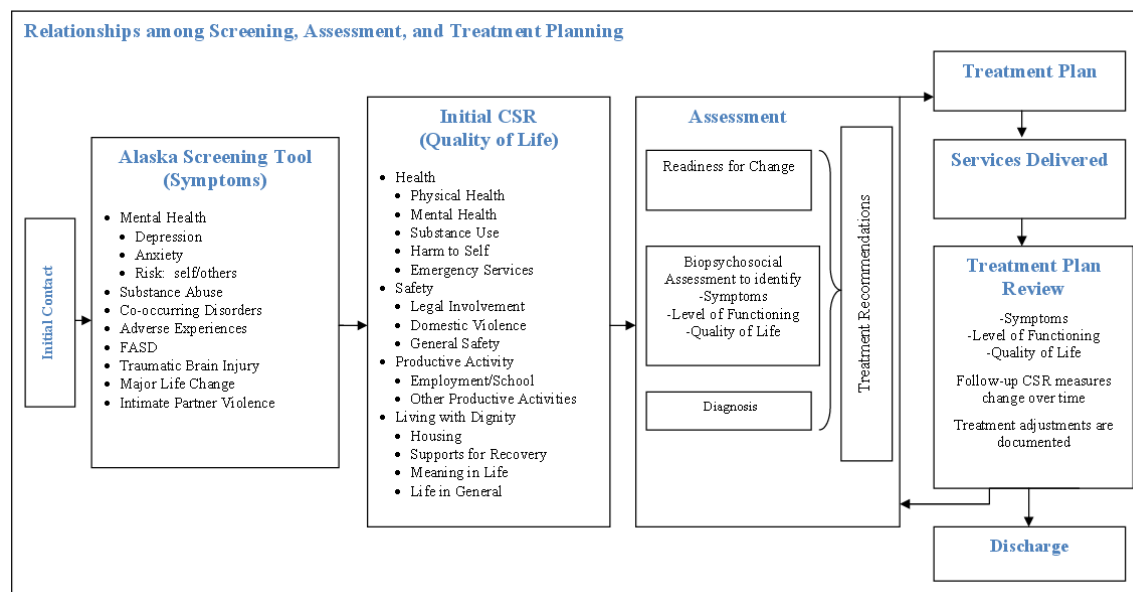 Relationships among Screening, Assessment, and Treatment Planning
Initial Contact
Alaska Screening Tool
(Symptoms)
• Mental Health
• Depression
• Anxiety
• Risk: self/others
• Substance Abuse
• Co-occurring Disorders
• Adverse Experiences
• FASD
• Traumatic Brain Injury
• Major Life Change
• Intimate Partner Violence
Initial CSR
(Quality of Life)
• Health
• Physical Health
• Mental Health
• Substance Use
• Harm to Self
• Emergency Services
• Safety
• Legal Involvement
• Domestic Violence
• General Safety
• Productive Activity
• Employment/School
• Other Productive Activities
• Living with Dignity
• Housing
• Supports for Recovery
• Meaning in Life
• Life in General
Assessment
Readiness for Change
Biopsychosocial
Assessment to identify
-Symptoms
-Level of Functioning
-Quality of Life
Diagnosis
Treatment Recommendations
Treatment Plan
Services Delivered
Treatment Plan
Review
-Symptoms
-Level of Functioning
-Quality of Life
Follow-up CSR measures
change over time
Treatment adjustments are
documented
Discharge